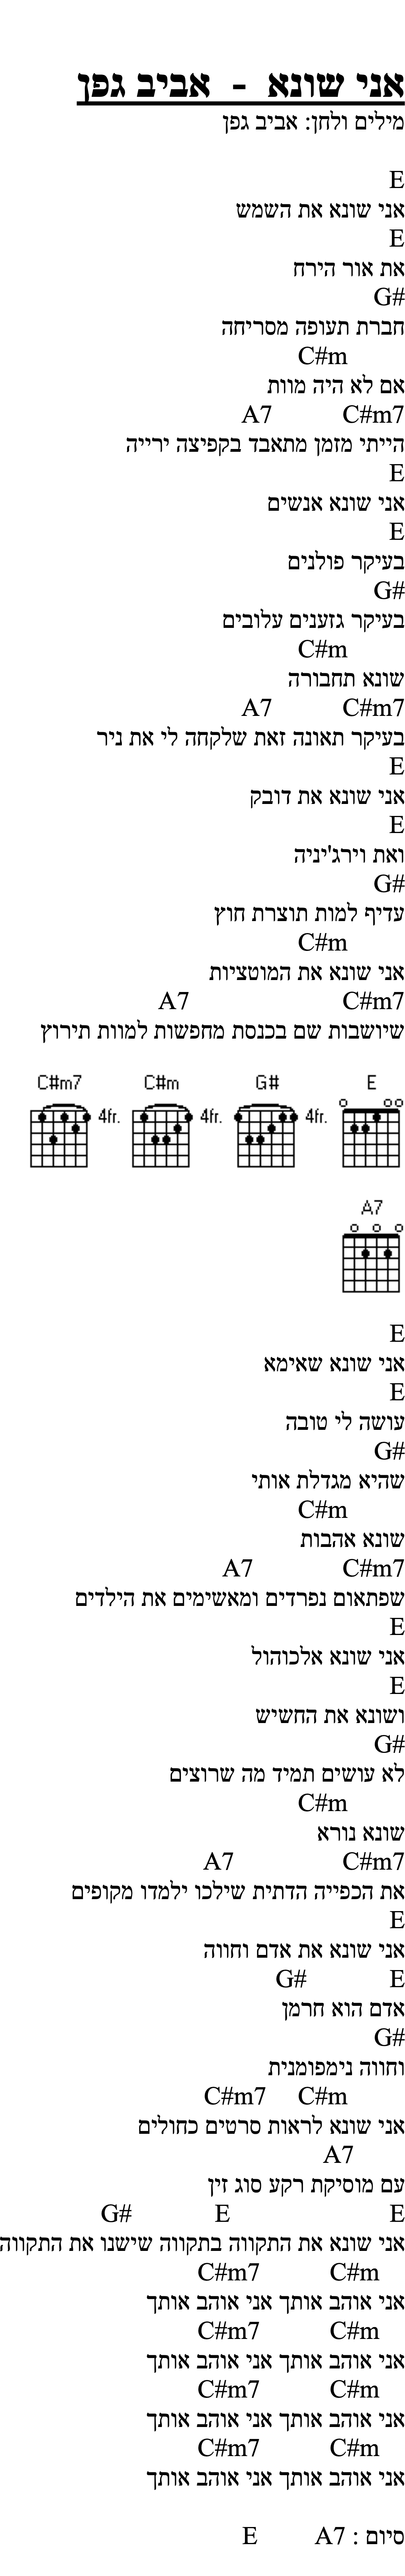 אני שונא - אביב גפן
מילים ולחן: אביב גפן
E
אני שונא את השמש
E
את אור הירח
G#
חברת תעופה מסריחה
C#m
אם לא היה מוות
C#m7 A7
הייתי מזמן מתאבד בקפיצה ירייה
E
אני שונא אנשים
E
בעיקר פולנים
G#
בעיקר גזענים עלובים
C#m
שונא תחבורה
C#m7 A7
בעיקר תאונה זאת שלקחה לי את ניר
E
אני שונא את דובק
E
ואת וירג'יניה
G#
עדיף למות תוצרת חוץ
C#m
אני שונא את המוטציות
C#m7 A7
שיושבות שם בכנסת מחפשות למוות תירוץ
E G# 4fr. C#m 4fr. C#m7 4fr.
A7
E
אני שונא שאימא
E
עושה לי טובה
G#
שהיא מגדלת אותי
C#m
שונא אהבות
C#m7 A7
שפתאום נפרדים ומאשימים את הילדים
E
אני שונא אלכוהול
E
ושונא את החשיש
G#
לא עושים תמיד מה שרוצים
C#m
שונא נורא
C#m7 A7
את הכפייה הדתית שילכו ילמדו מקופים
E
אני שונא את אדם וחווה
E G#
אדם הוא חרמן
G#
וחווה נימפומנית
C#m C#m7
אני שונא לראות סרטים כחולים
A7
עם מוסיקת רקע סוג זין
E E G#
אני שונא את התקווה בתקווה שישנו את התקווה
C#m C#m7
אני אוהב אותך אני אוהב אותך
C#m C#m7
אני אוהב אותך אני אוהב אותך
C#m C#m7
אני אוהב אותך אני אוהב אותך
C#m C#m7
אני אוהב אותך אני אוהב אותך
סיום : A7 E